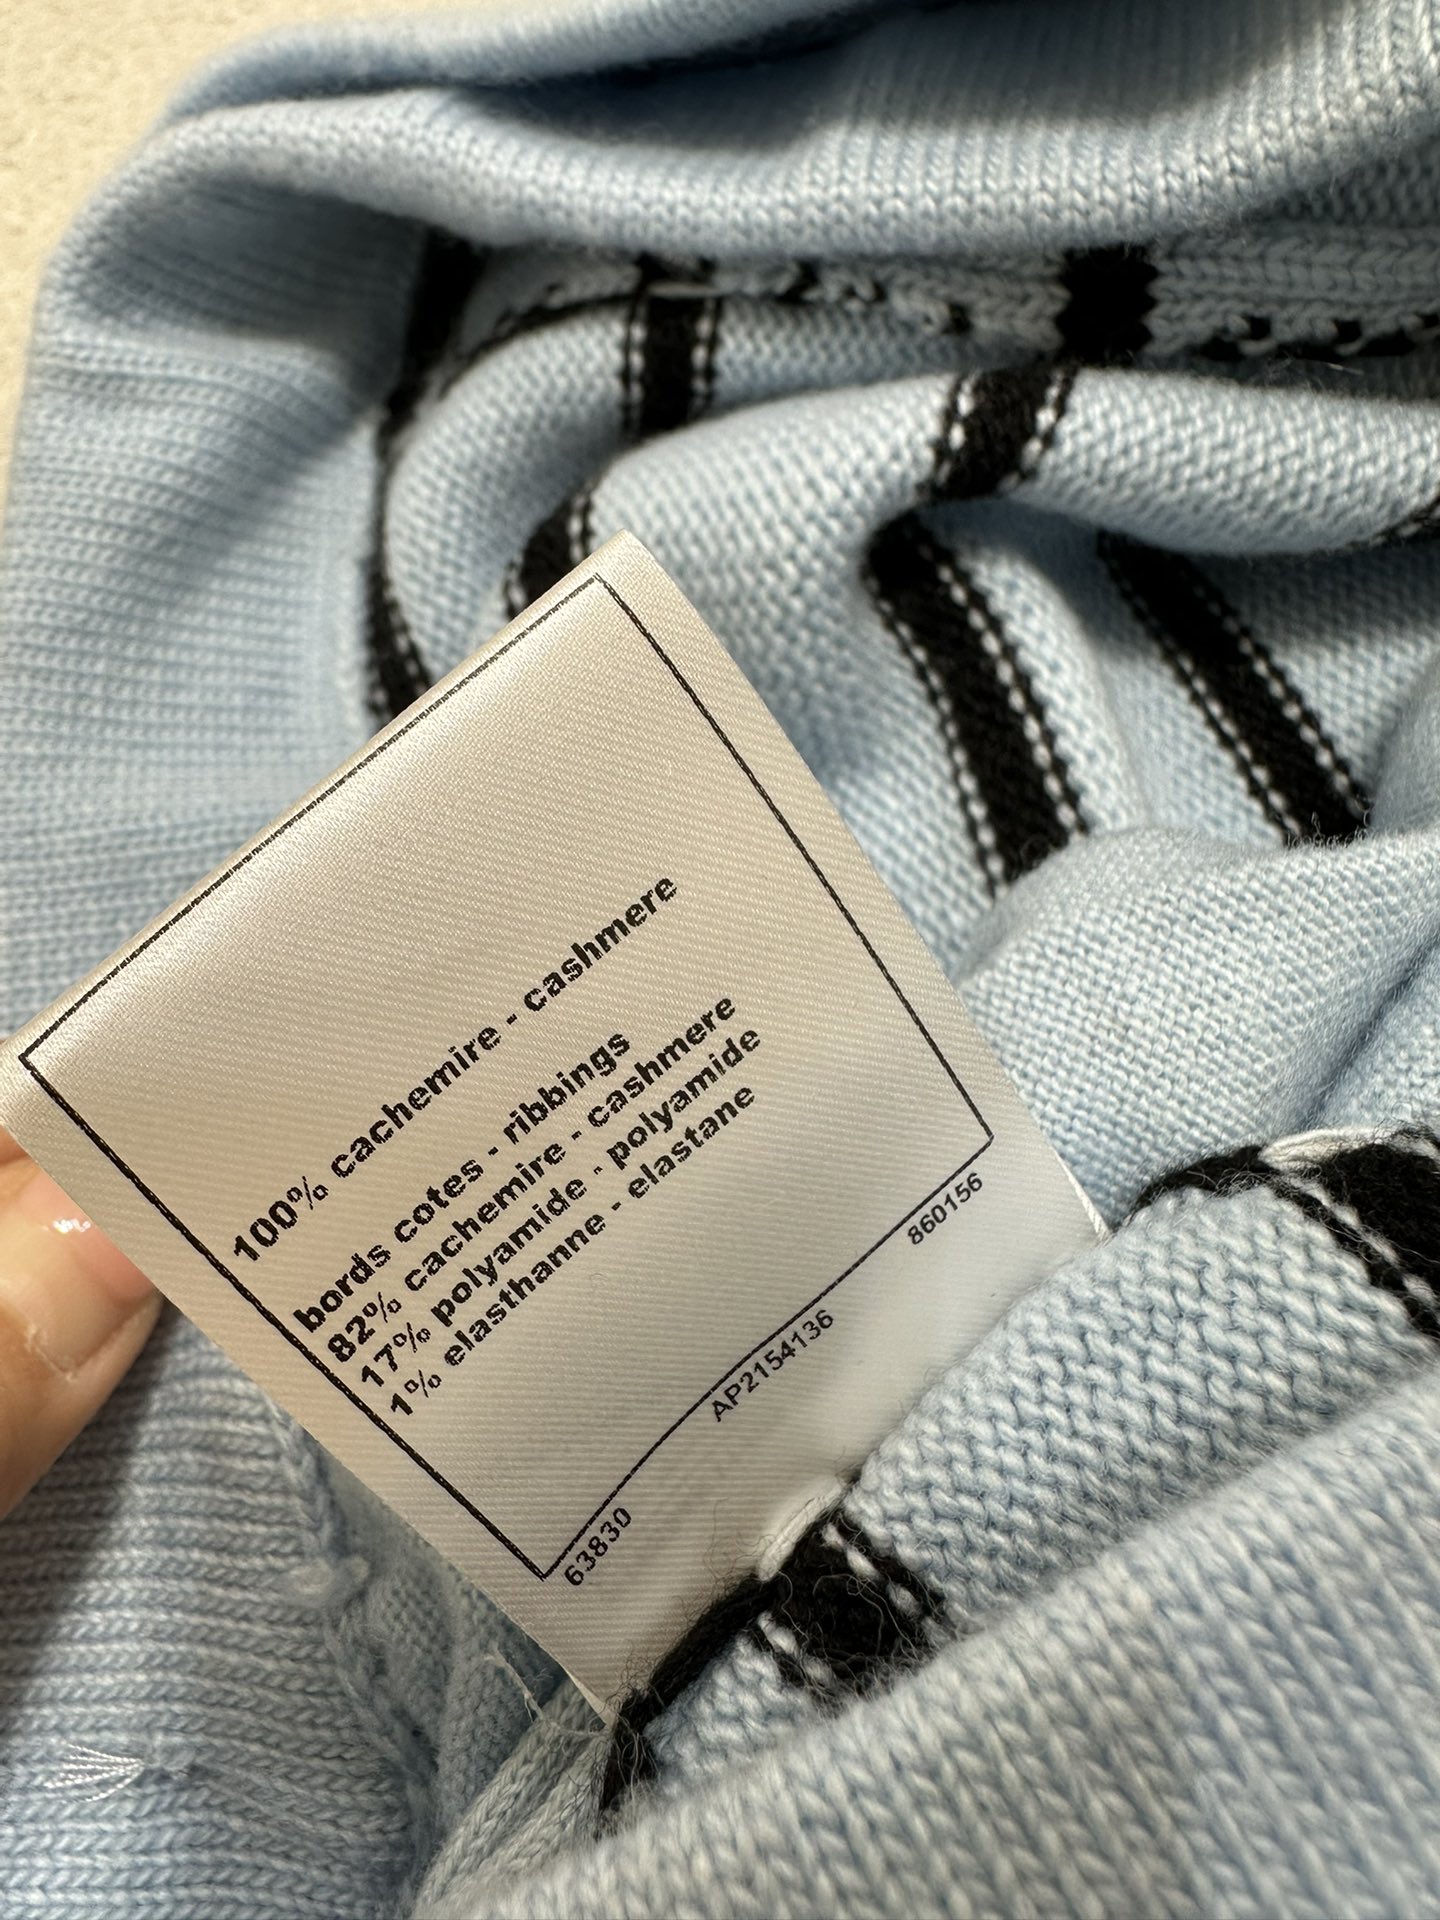 100% cachemire - cashmere
bords cotes - ribbings
82% cachemire - cashmere
17% polyamide - polyamide
1% elasthanne - elastane
63830 AP2154136 860156